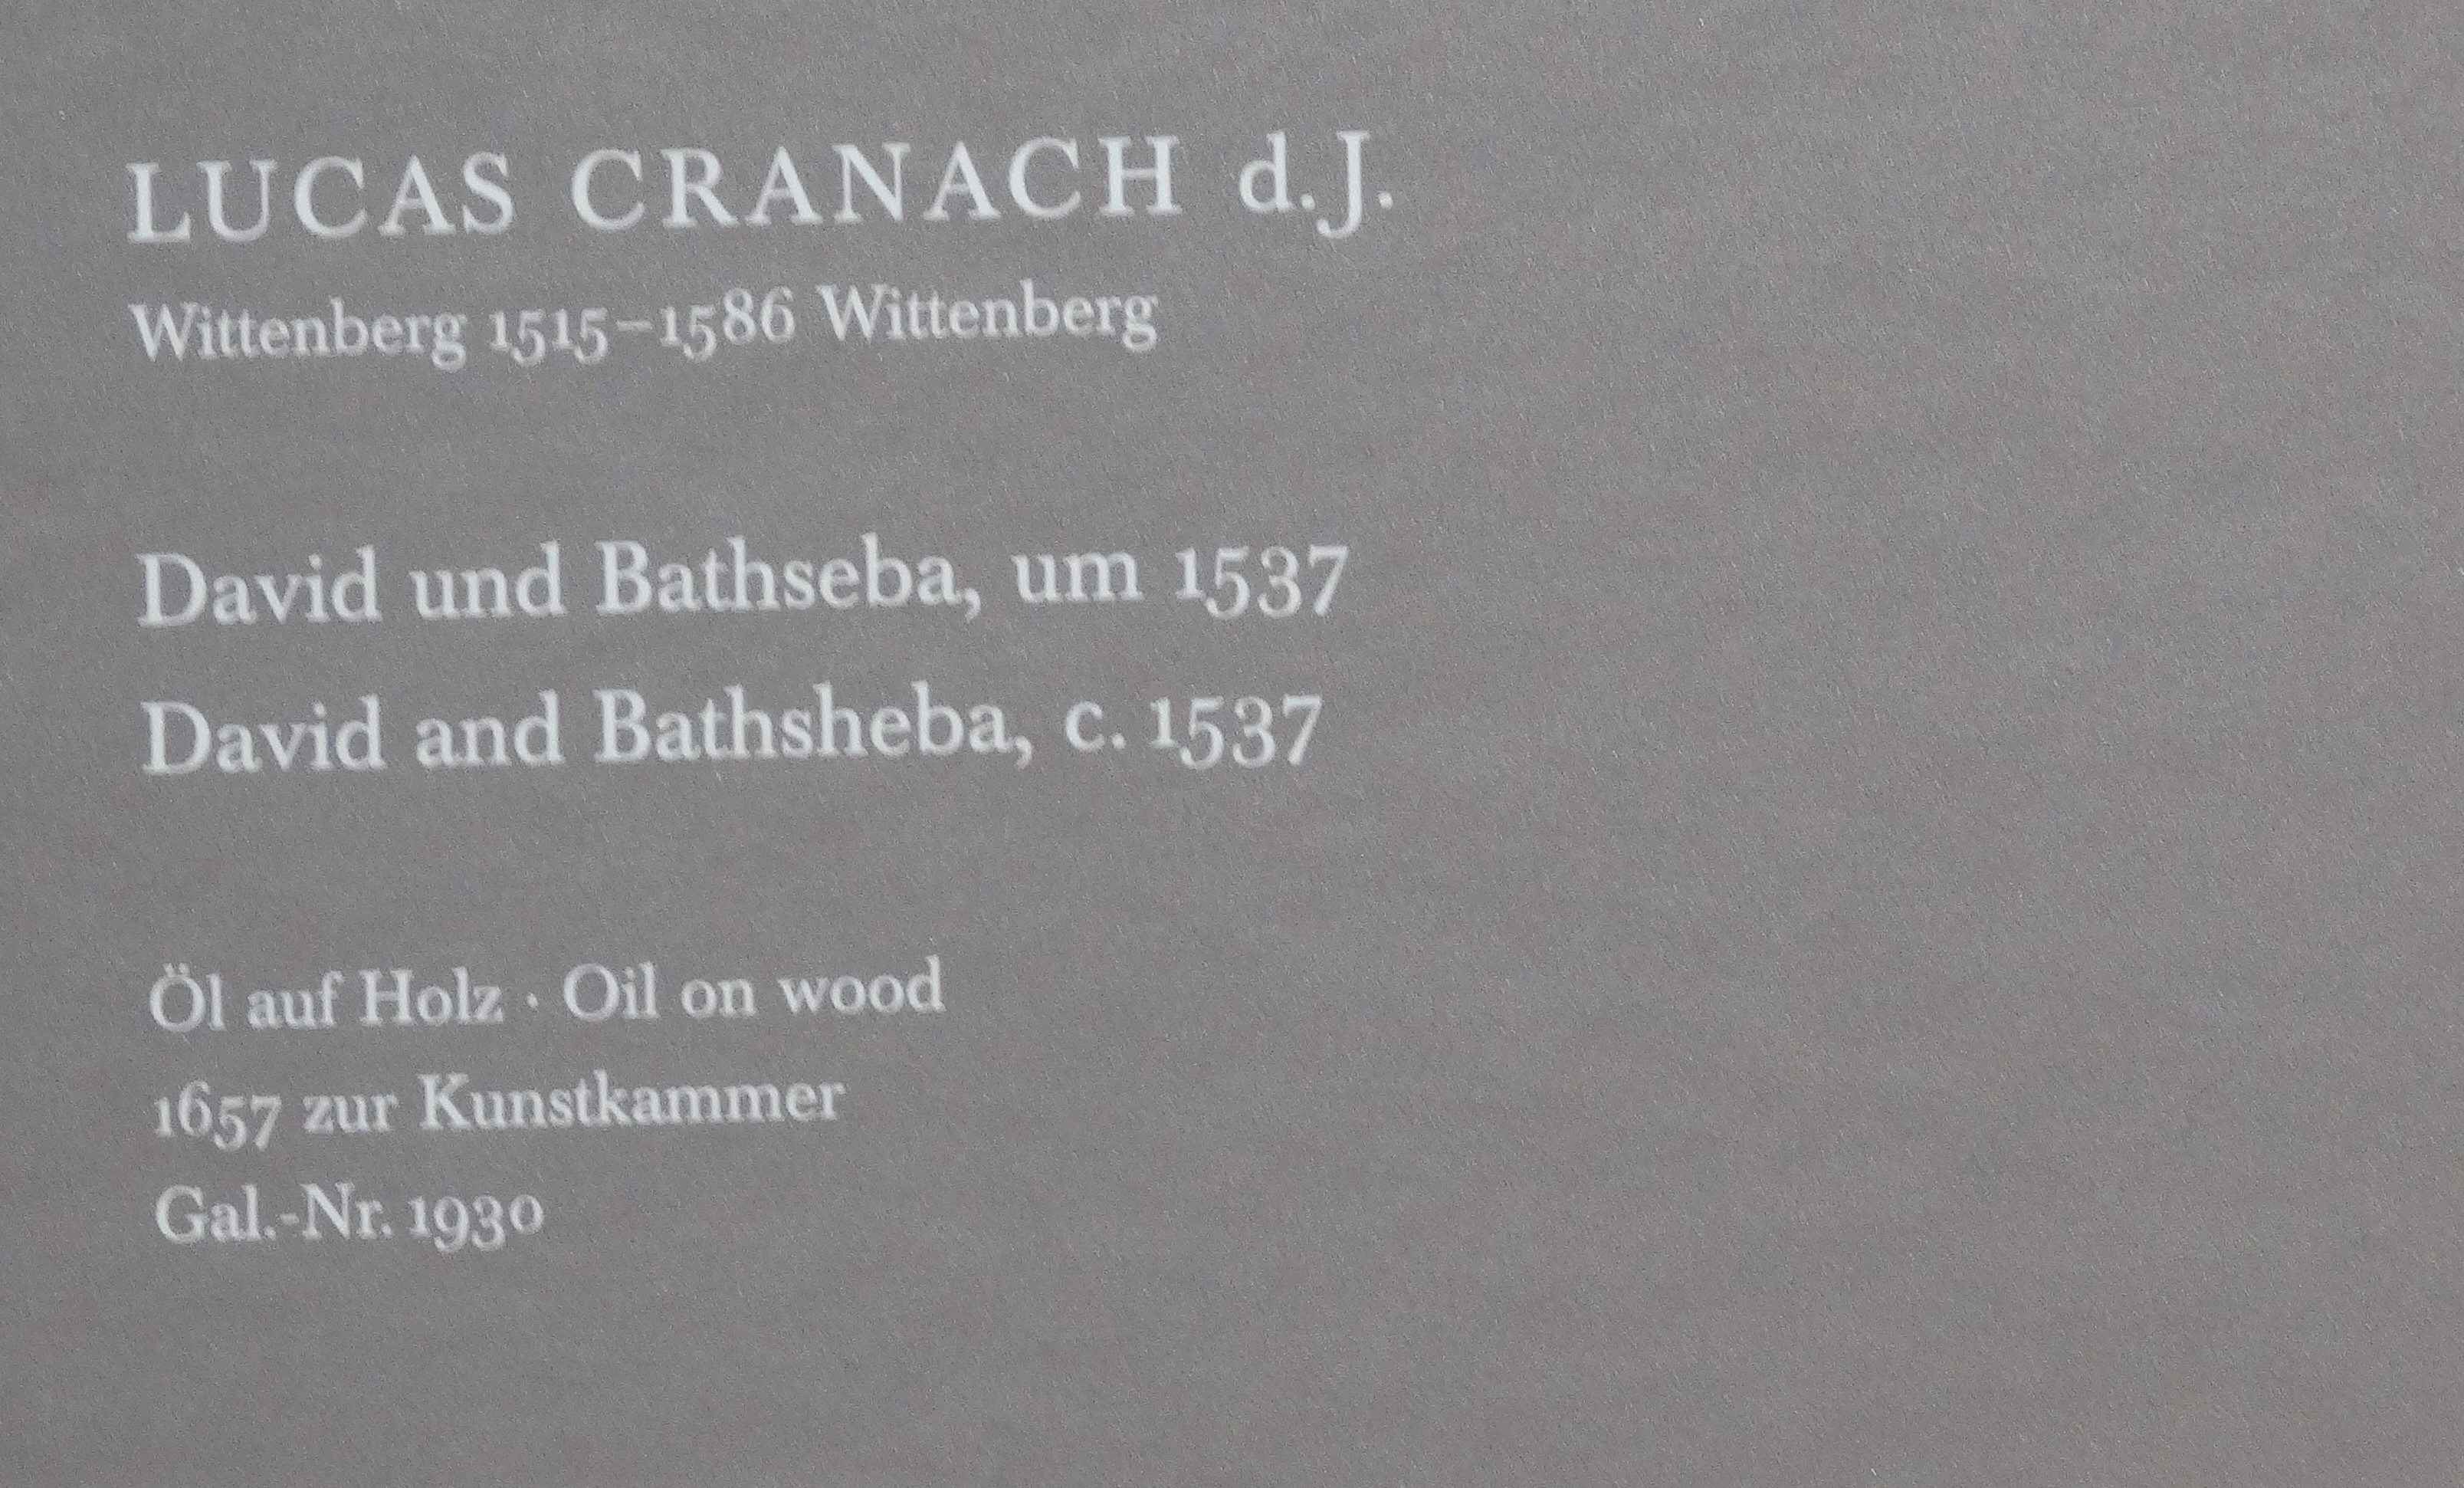 LUCAS CRANACH d.J.
Wittenberg 1515–1586 Wittenberg
David und Bathseba, um 1537
David and Bathsheba, c. 1537
Öl auf Holz · Oil on wood
1657 zur Kunstkammer
Gal.-Nr. 1930